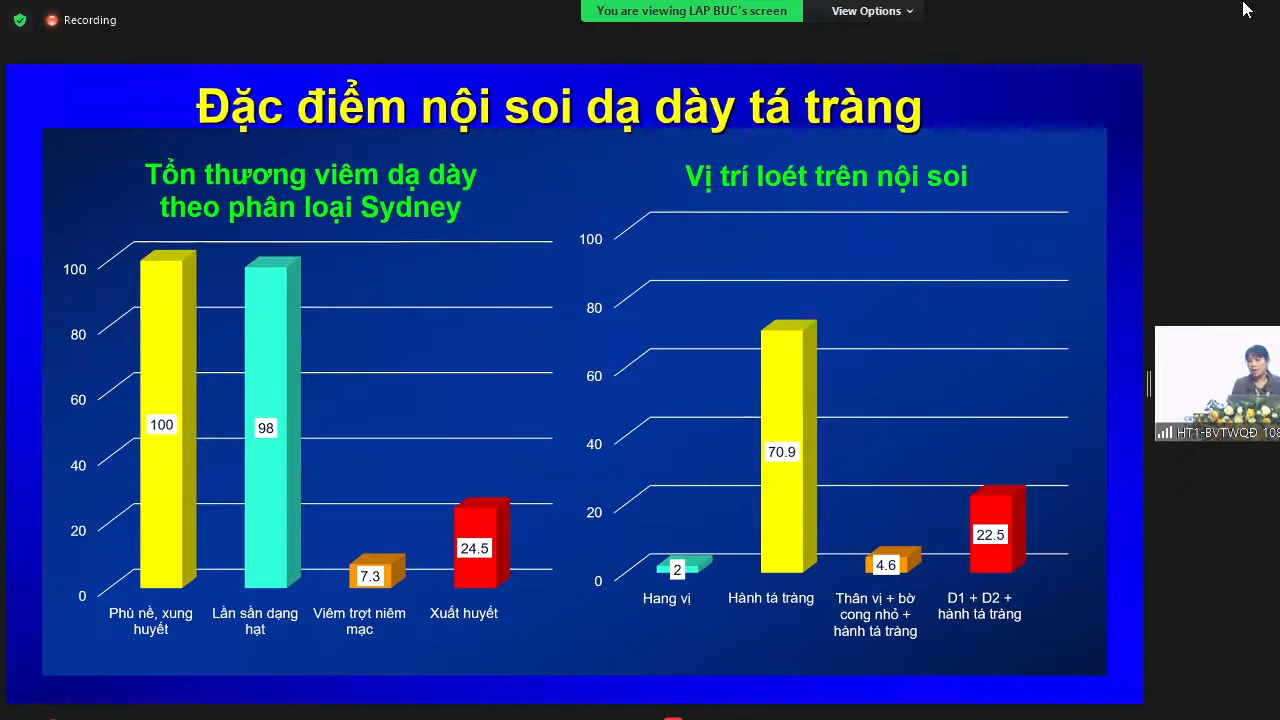 Recording
You are viewing LAP BUC's screen
View Options
Đặc điểm nội soi dạ dày tá tràng
Tổn thương viêm dạ dày
theo phân loại Sydney
100
80
60
40
20
0
100
98
7.3
24.5
Phù nề, xung
huyết
Lần sần dạng
hạt
Viêm trợt niêm
mạc
Xuất huyết
Vị trí loét trên nội soi
100
80
60
40
20
0
2
70.9
4.6
22.5
Hang vị
Hành tá tràng
Thân vị + bờ
cong nhỏ +
hành tá tràng
D1 + D2 +
hành tá tràng
HT1-BVTWQĐ 108